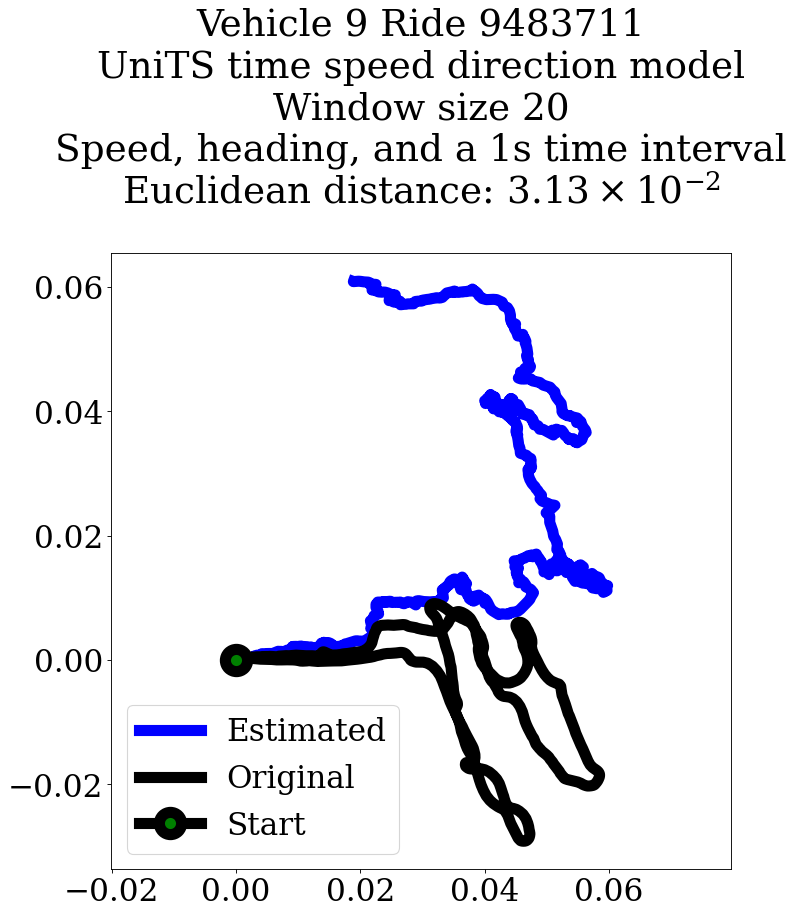 Vehicle 9 Ride 9483711
UniTS time speed direction model
Window size 20
Speed, heading, and a 1s time interval
Euclidean distance: 3.13 × 10⁻²
0.06
0.04
0.02
0.00
−0.02
Estimated
Original
Start
−0.02 0.00 0.02 0.04 0.06